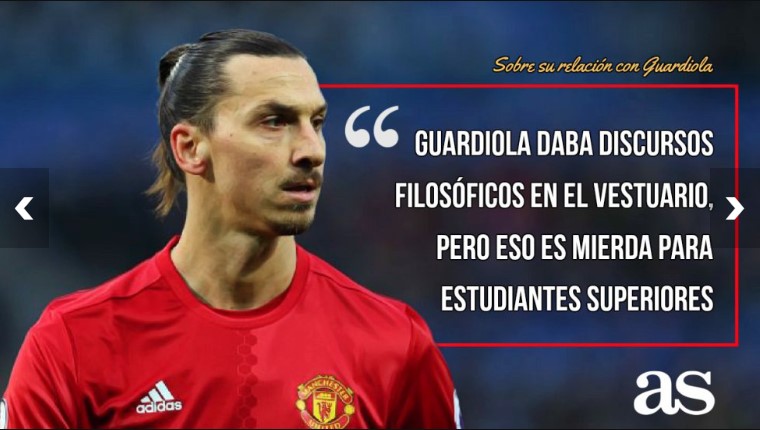 Sobre su relación con Guardiola
“
GUARDIOLA DABA DISCURSOS
FILOSÓFICOS EN EL VESTUARIO,
PERO ESO ES MIERDA PARA
ESTUDIANTES SUPERIORES
adidas
MANCHESTER
UNITED
as